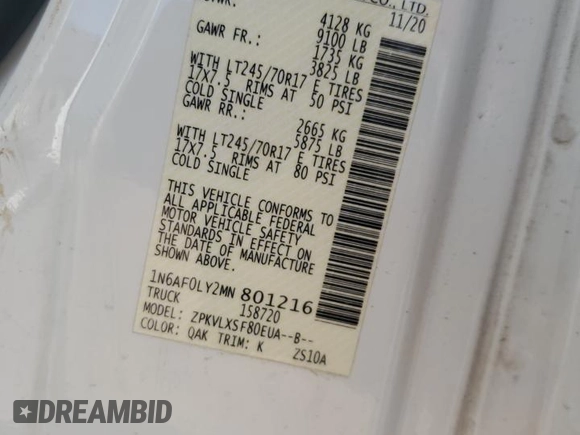 CO., LTD.
11/20
GVWR:
4128 KG
9100 LB
GAWR FR.:
1735 KG
3825 LB
WITH LT245/70R17 E TIRES
17X7.5 RIMS AT 50 PSI
COLD SINGLE
GAWR RR.:
2665 KG
5875 LB
WITH LT245/70R17 E TIRES
17X7.5 RIMS AT 80 PSI
COLD SINGLE
THIS VEHICLE CONFORMS TO
ALL APPLICABLE FEDERAL
MOTOR VEHICLE SAFETY
STANDARDS IN EFFECT ON
THE DATE OF MANUFACTURE
SHOWN ABOVE.
1N6AF0LY2MN801216
TRUCK 158720
MODEL: ZPKVLXSF80EUA--B--
COLOR: QAK TRIM: K ZS10A
DREAMBID